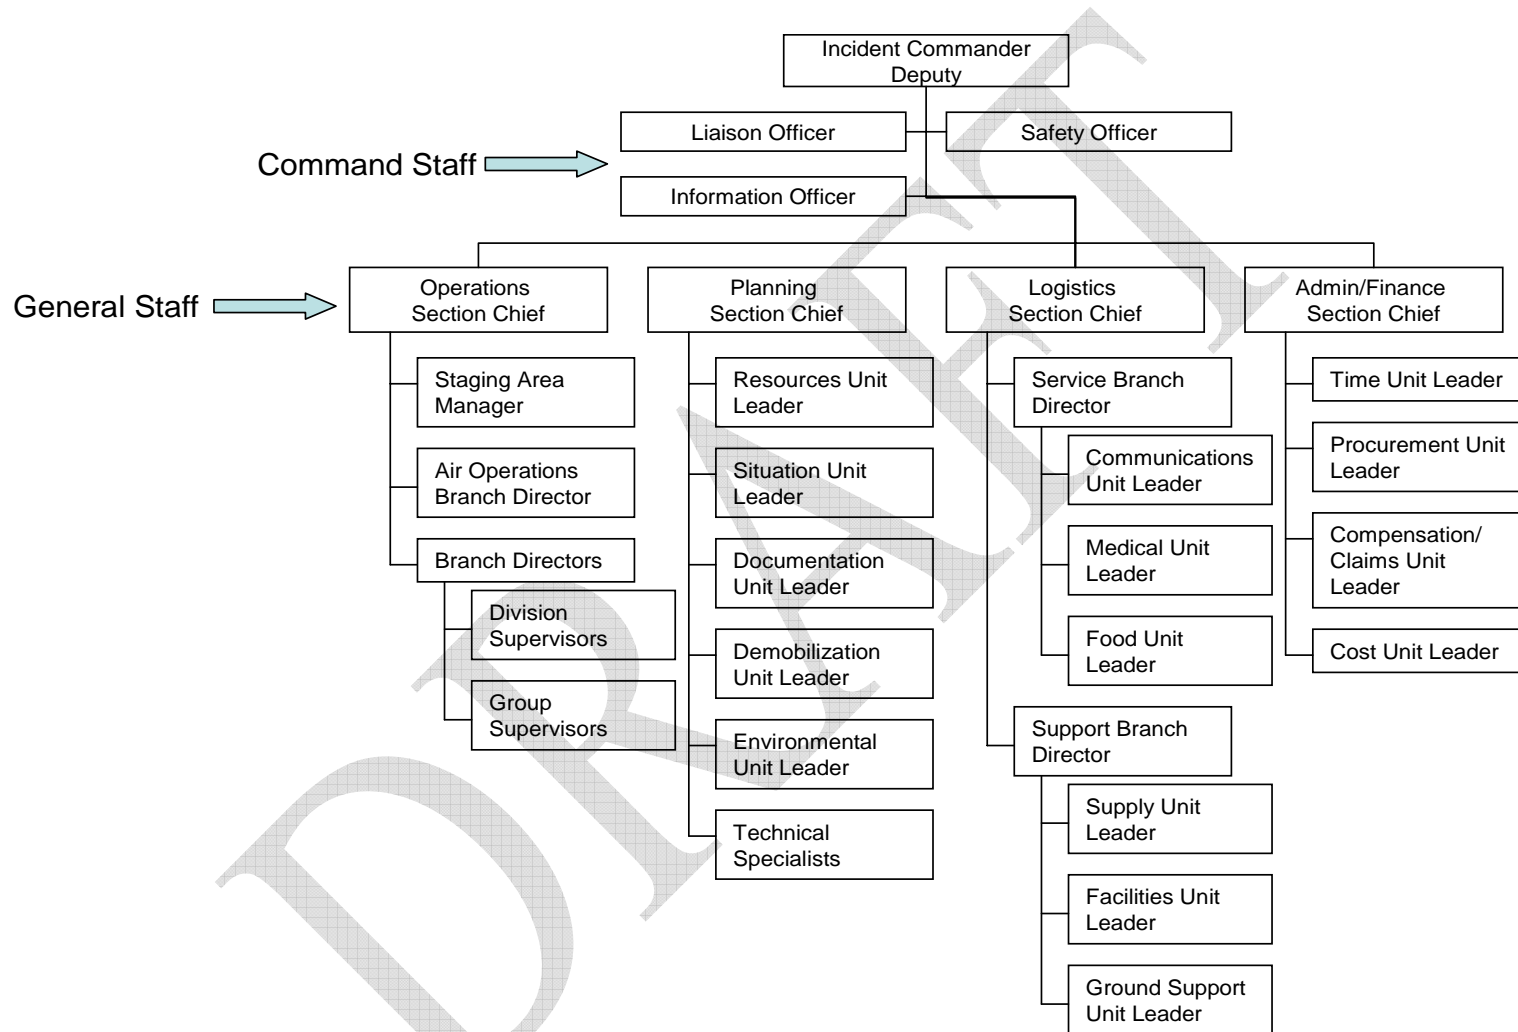 Incident Commander
Deputy
Liaison Officer
Safety Officer
Command Staff
Information Officer
General Staff
Operations
Section Chief
Planning
Section Chief
Logistics
Section Chief
Admin/Finance
Section Chief
Staging Area
Manager
Air Operations
Branch Director
Branch Directors
Division
Supervisors
Group
Supervisors
Resources Unit
Leader
Situation Unit
Leader
Documentation
Unit Leader
Demobilization
Unit Leader
Environmental
Unit Leader
Technical
Specialists
Service Branch
Director
Communications
Unit Leader
Medical Unit
Leader
Food Unit
Leader
Support Branch
Director
Supply Unit
Leader
Facilities Unit
Leader
Ground Support
Unit Leader
Time Unit Leader
Procurement Unit
Leader
Compensation/
Claims Unit
Leader
Cost Unit Leader
DRAFT